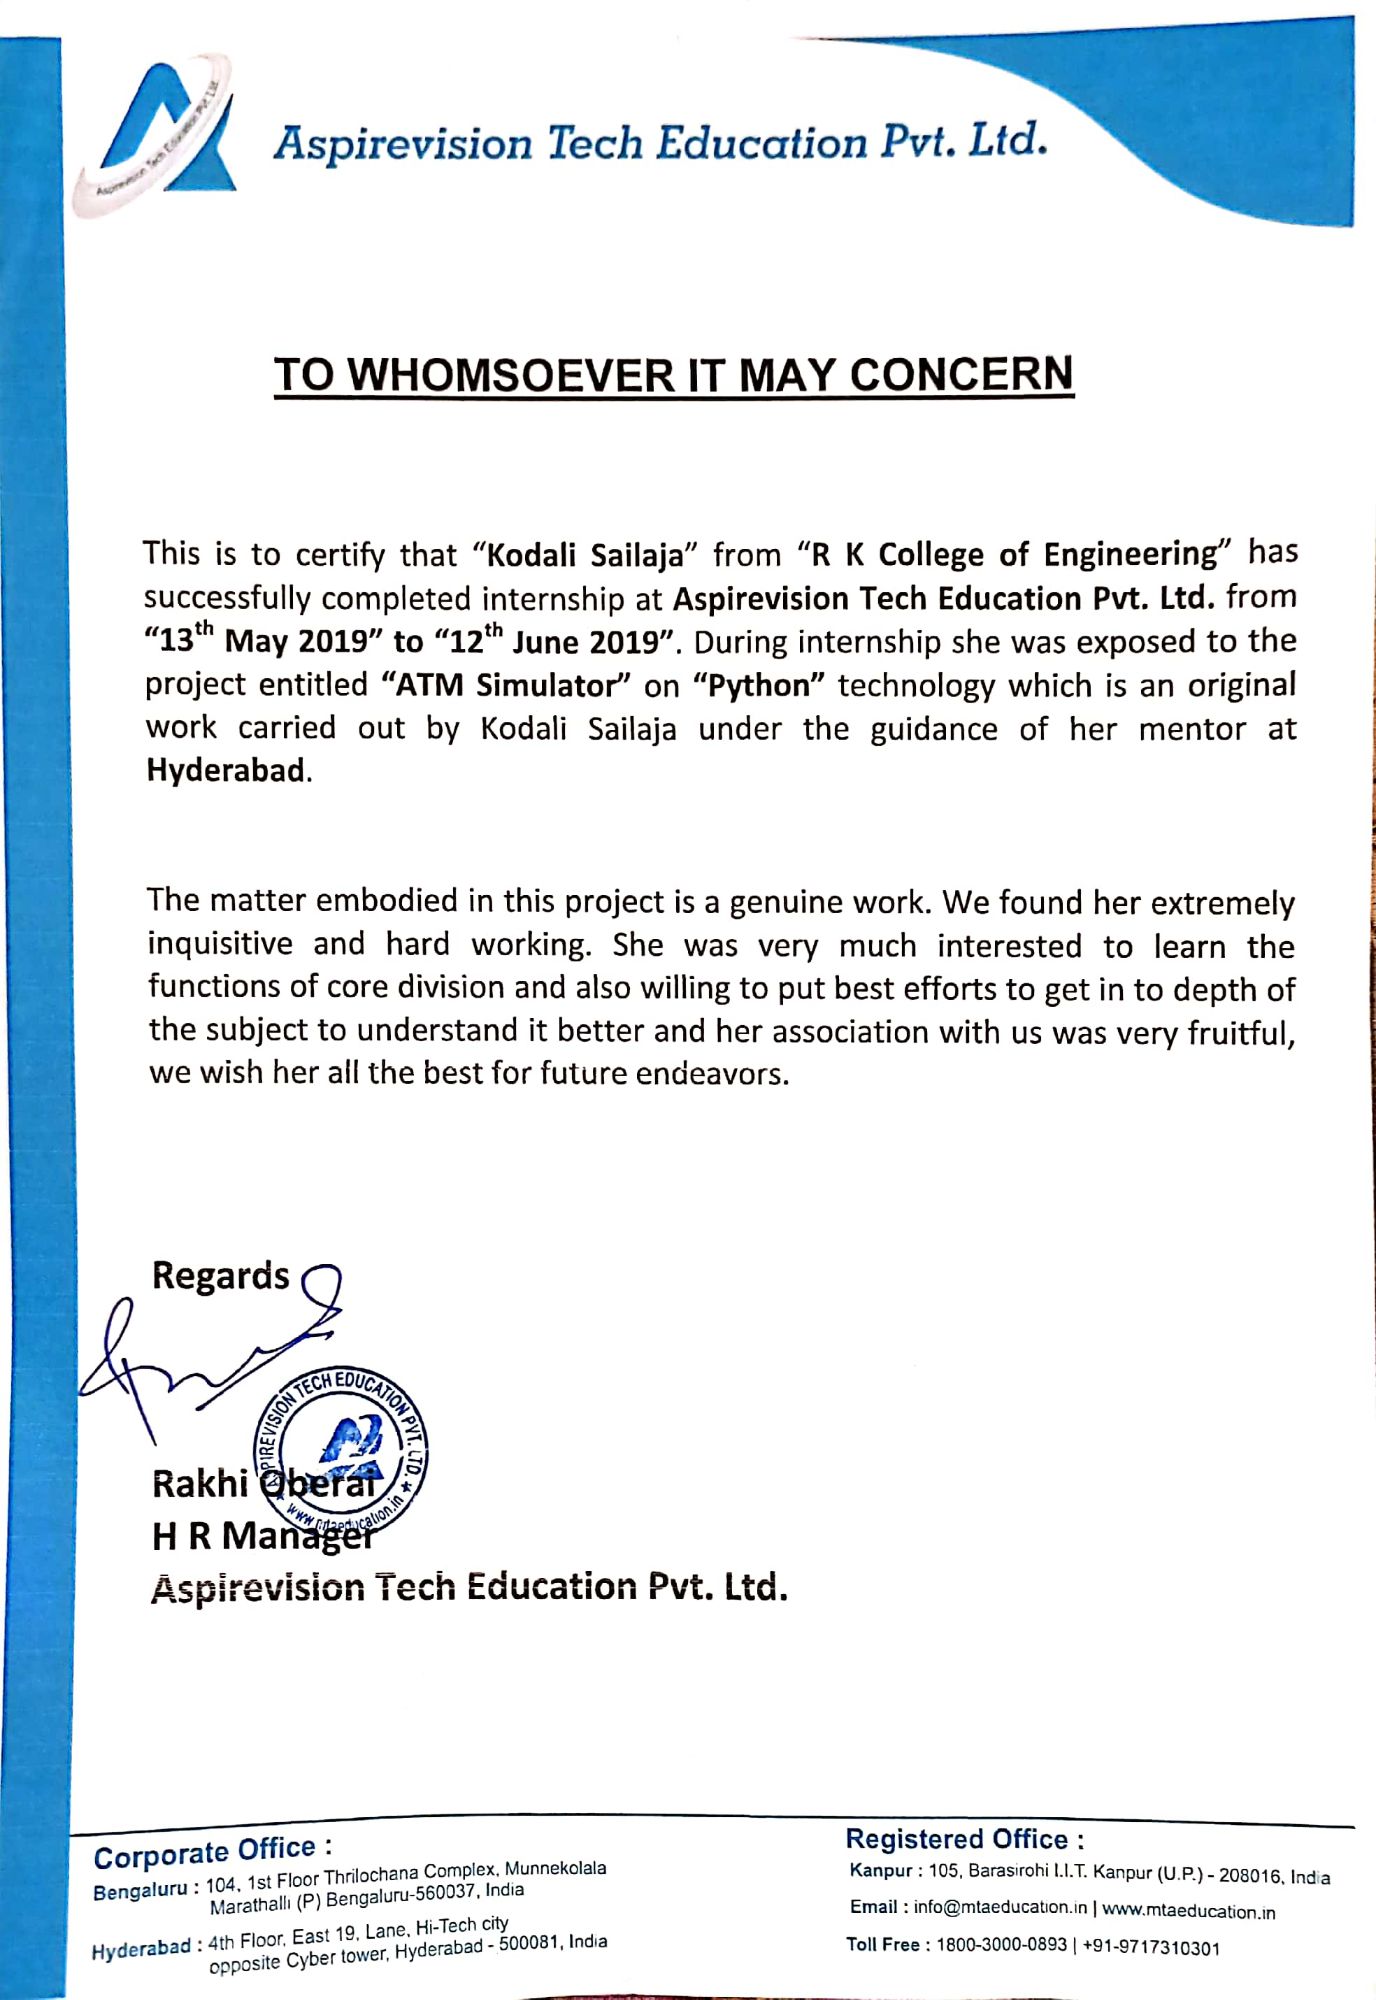 Aspirevision Tech Education Pvt. Ltd.
Aspirevision Tech Education Pvt. Ltd.
TO WHOMSOEVER IT MAY CONCERN
This is to certify that “Kodali Sailaja” from “R K College of Engineering” has
successfully completed internship at Aspirevision Tech Education Pvt. Ltd. from
“13th May 2019” to “12th June 2019”. During internship she was exposed to the
project entitled “ATM Simulator” on “Python” technology which is an original
work carried out by Kodali Sailaja under the guidance of her mentor at
Hyderabad.
The matter embodied in this project is a genuine work. We found her extremely
inquisitive and hard working. She was very much interested to learn the
functions of core division and also willing to put best efforts to get in to depth of
the subject to understand it better and her association with us was very fruitful,
we wish her all the best for future endeavors.
Regards
ASPIREVISION TECH EDUCATION PVT. LTD.
www.mtaeducation.in
Rakhi Oberai
H R Manager
Aspirevision Tech Education Pvt. Ltd.
Corporate Office :
Bengaluru : 104, 1st Floor Thrilochana Complex, Munnekolala
Marathalli (P) Bengaluru-560037, India
Hyderabad : 4th Floor, East 19, Lane, Hi-Tech city
opposite Cyber tower, Hyderabad - 500081, India
Registered Office :
Kanpur : 105, Barasirohi I.I.T. Kanpur (U.P.) - 208016, India
Email : info@mtaeducation.in | www.mtaeducation.in
Toll Free : 1800-3000-0893 | +91-9717310301